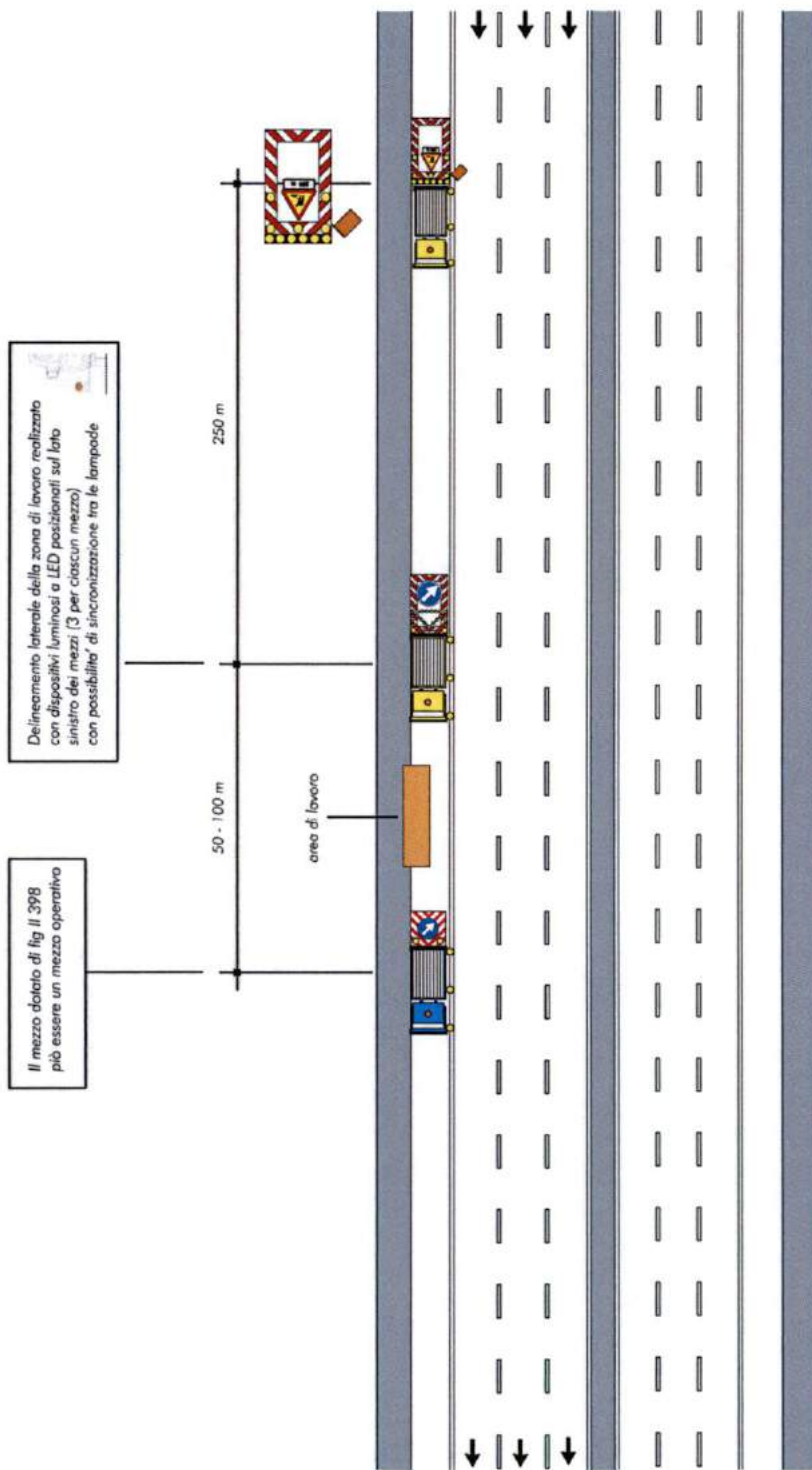 Delineamento laterale della zona di lavoro realizzato
con dispositivi luminosi a LED posizionati sul lato
sinistro dei mezzi (3 per ciascun mezzo)
con possibilita' di sincronizzazione tra le lampade
Il mezzo dotato di fig II 398
piò essere un mezzo operativo
250 m
50 - 100 m
area di lavoro